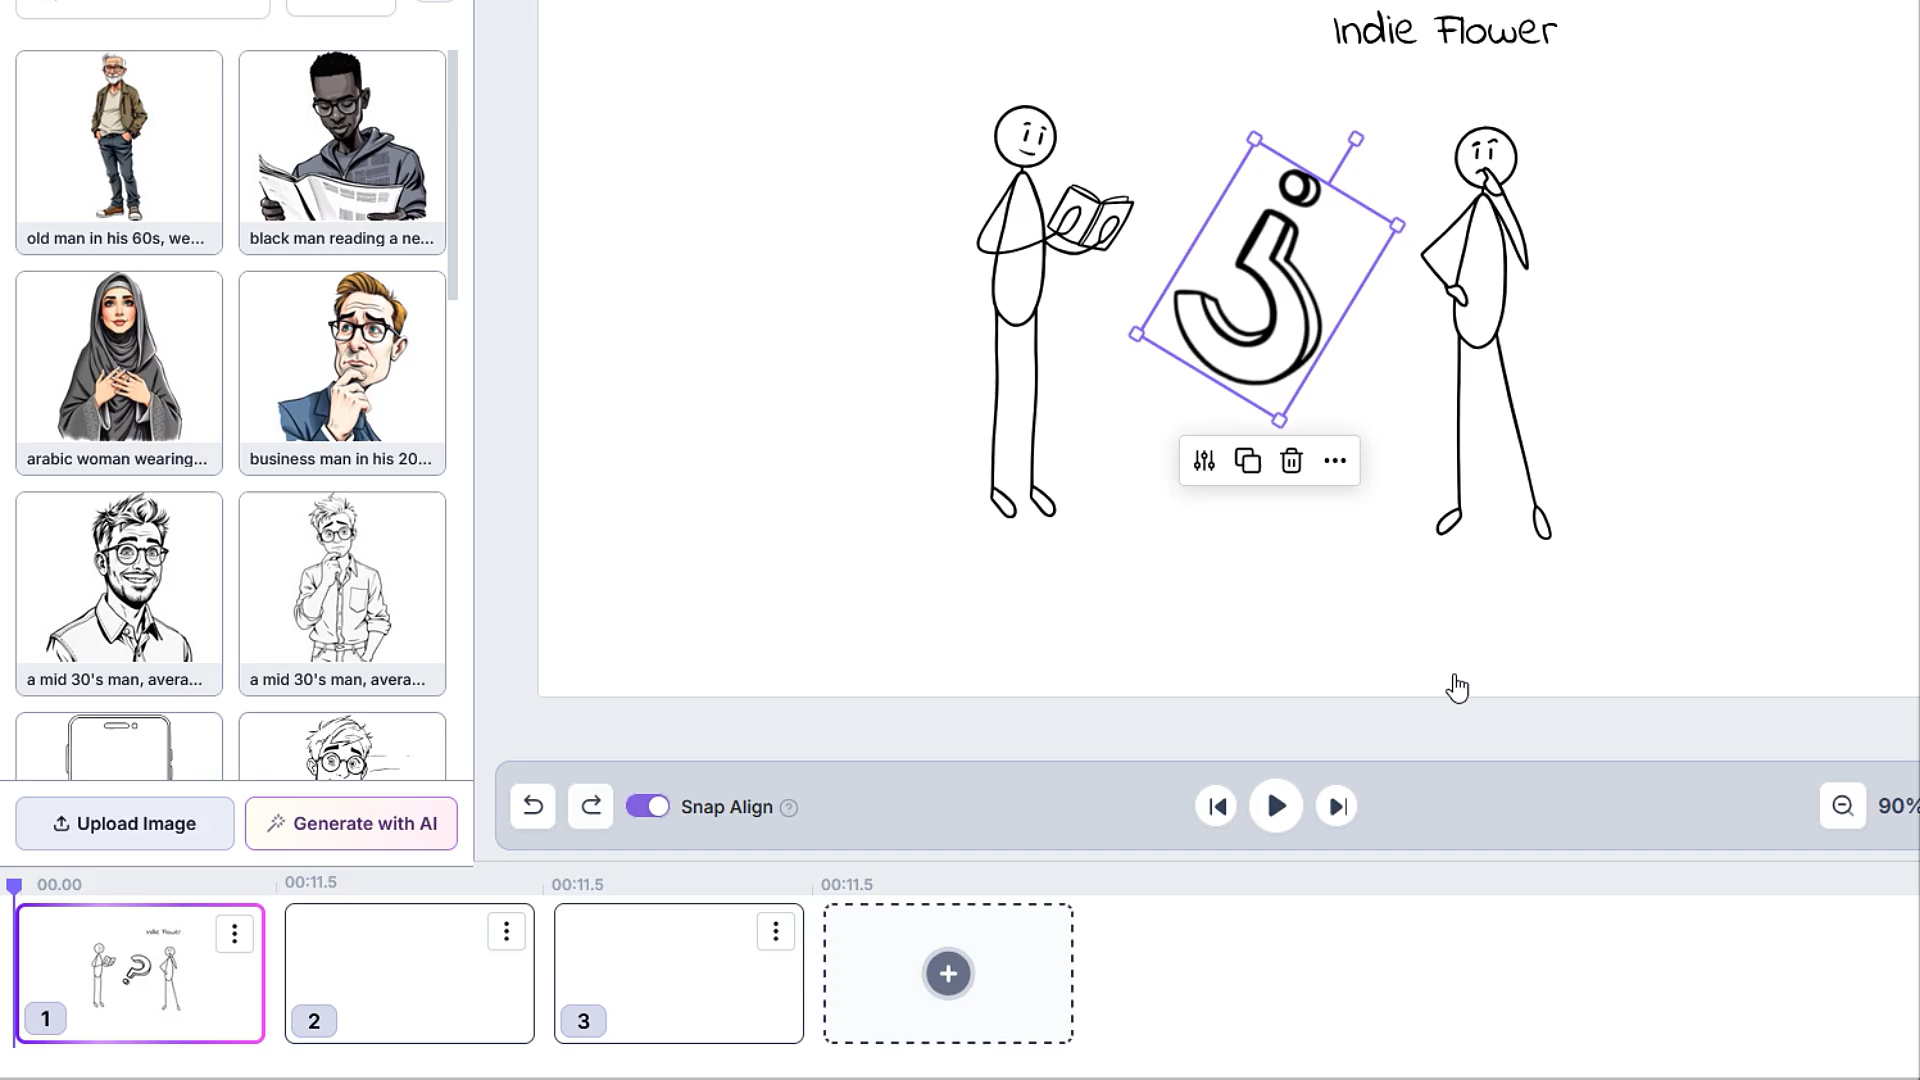 Indie Flower
old man in his 60s, we...
black man reading a ne...
arabic woman wearing...
business man in his 20...
a mid 30's man, avera...
a mid 30's man, avera...
¿
Upload Image
Generate with AI
Snap Align ?
90%
00.00
00:11.5
00:11.5
00:11.5
Indie Flower
?
1
2
3